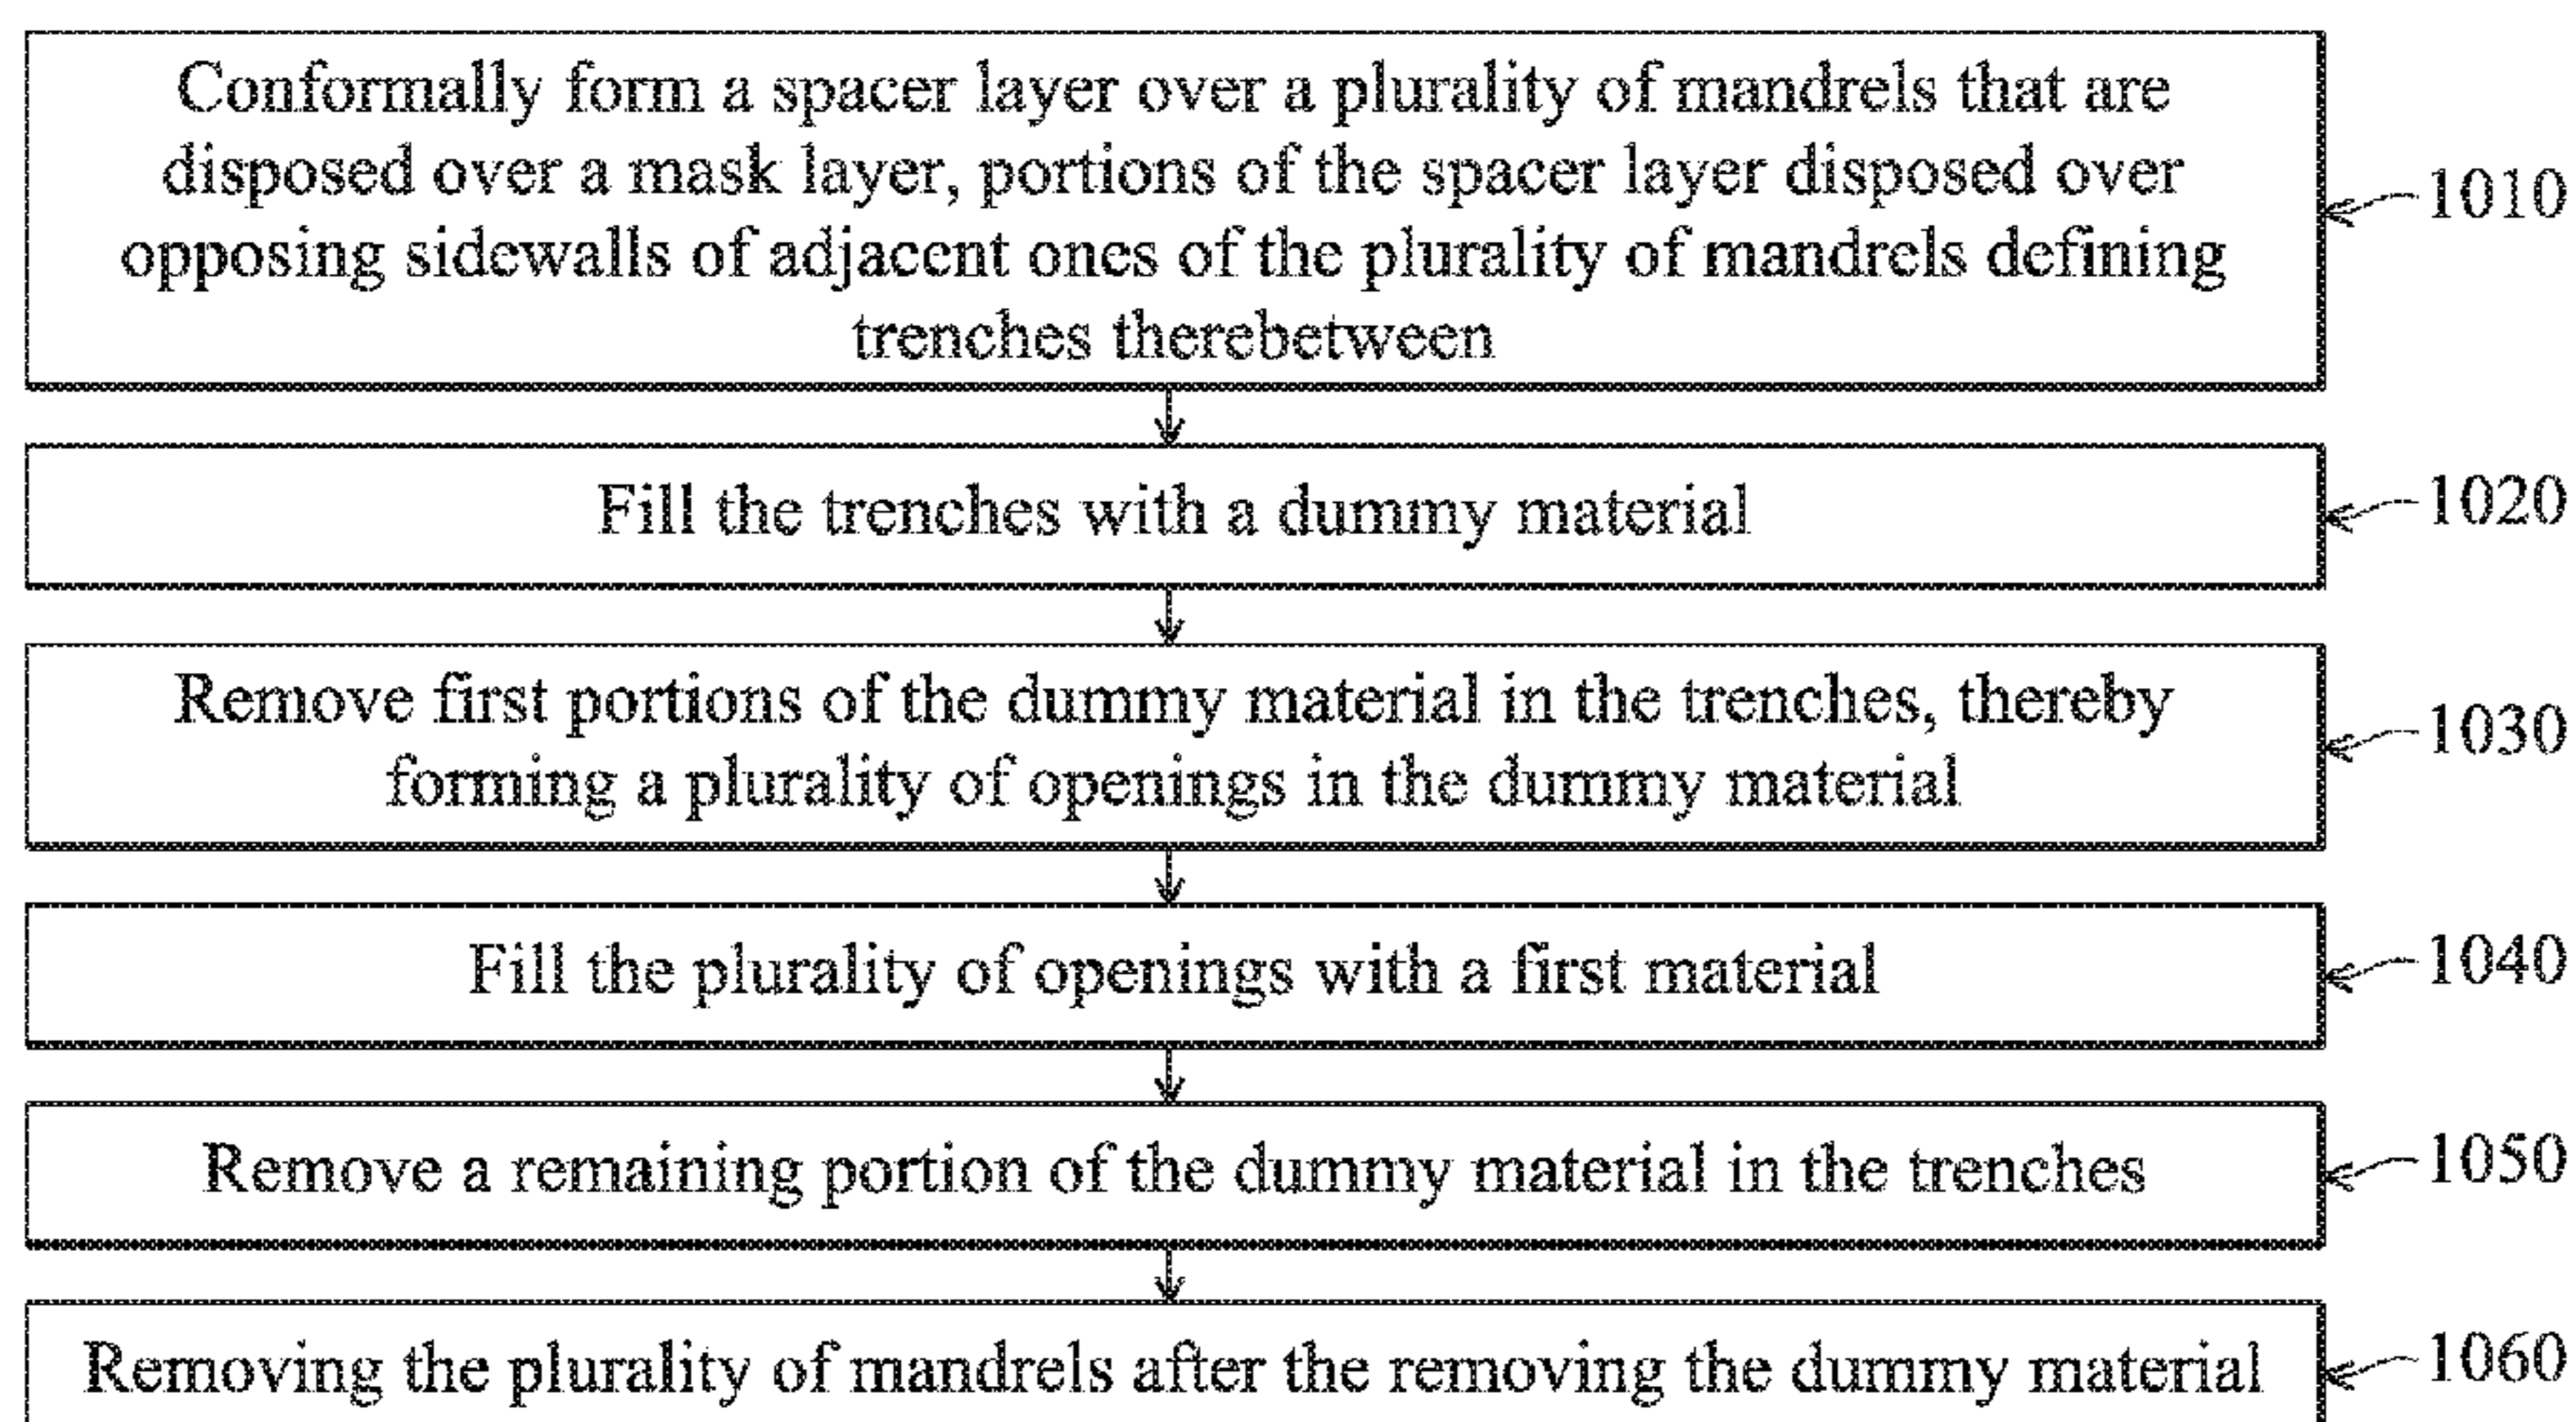 Conformally form a spacer layer over a plurality of mandrels that are
disposed over a mask layer, portions of the spacer layer disposed over
opposing sidewalls of adjacent ones of the plurality of mandrels defining
trenches therebetween
1010
Fill the trenches with a dummy material
1020
Remove first portions of the dummy material in the trenches, thereby
forming a plurality of openings in the dummy material
1030
Fill the plurality of openings with a first material
1040
Remove a remaining portion of the dummy material in the trenches
1050
Removing the plurality of mandrels after the removing the dummy material
1060